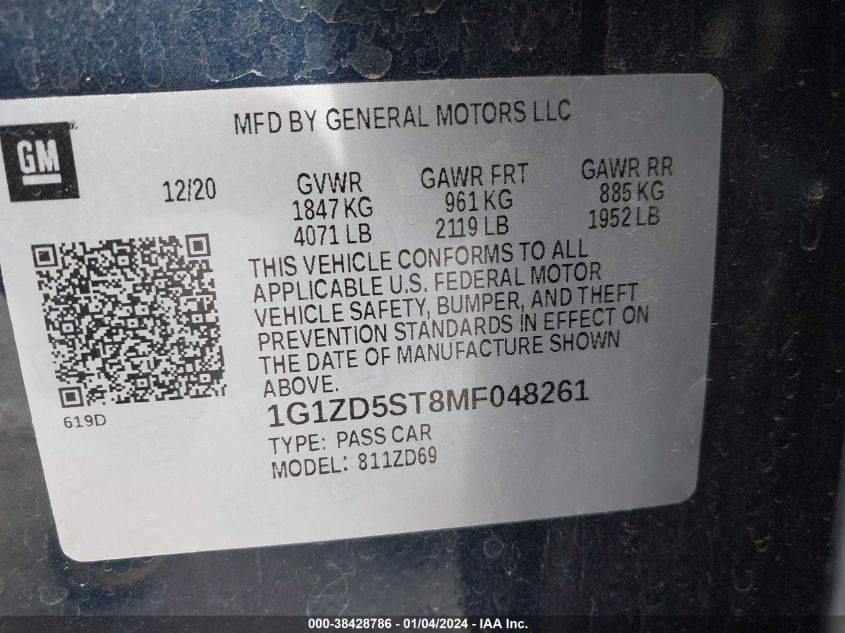 MFD BY GENERAL MOTORS LLC
GM
12/20
GVWR
1847 KG
4071 LB
GAWR FRT
961 KG
2119 LB
GAWR RR
885 KG
1952 LB
THIS VEHICLE CONFORMS TO ALL
APPLICABLE U.S. FEDERAL MOTOR
VEHICLE SAFETY, BUMPER, AND THEFT
PREVENTION STANDARDS IN EFFECT ON
THE DATE OF MANUFACTURE SHOWN
ABOVE.
619D
1G1ZD5ST8MF048261
TYPE: PASS CAR
MODEL: 811ZD69
000-38428786 - 01/04/2024 - IAA Inc.